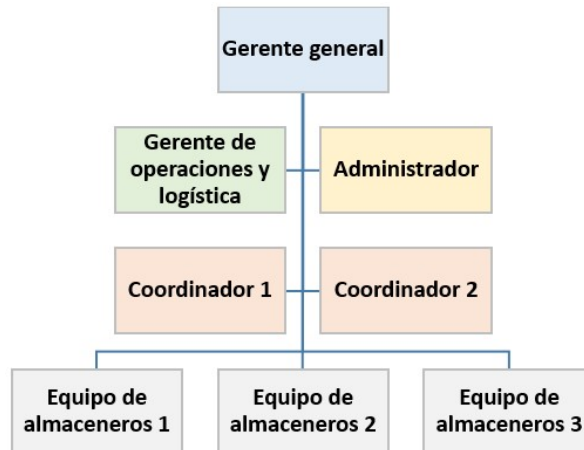 Gerente general
Gerente de
operaciones y
logística
Administrador
Coordinador 1
Coordinador 2
Equipo de
almaceneros 1
Equipo de
almaceneros 2
Equipo de
almaceneros 3